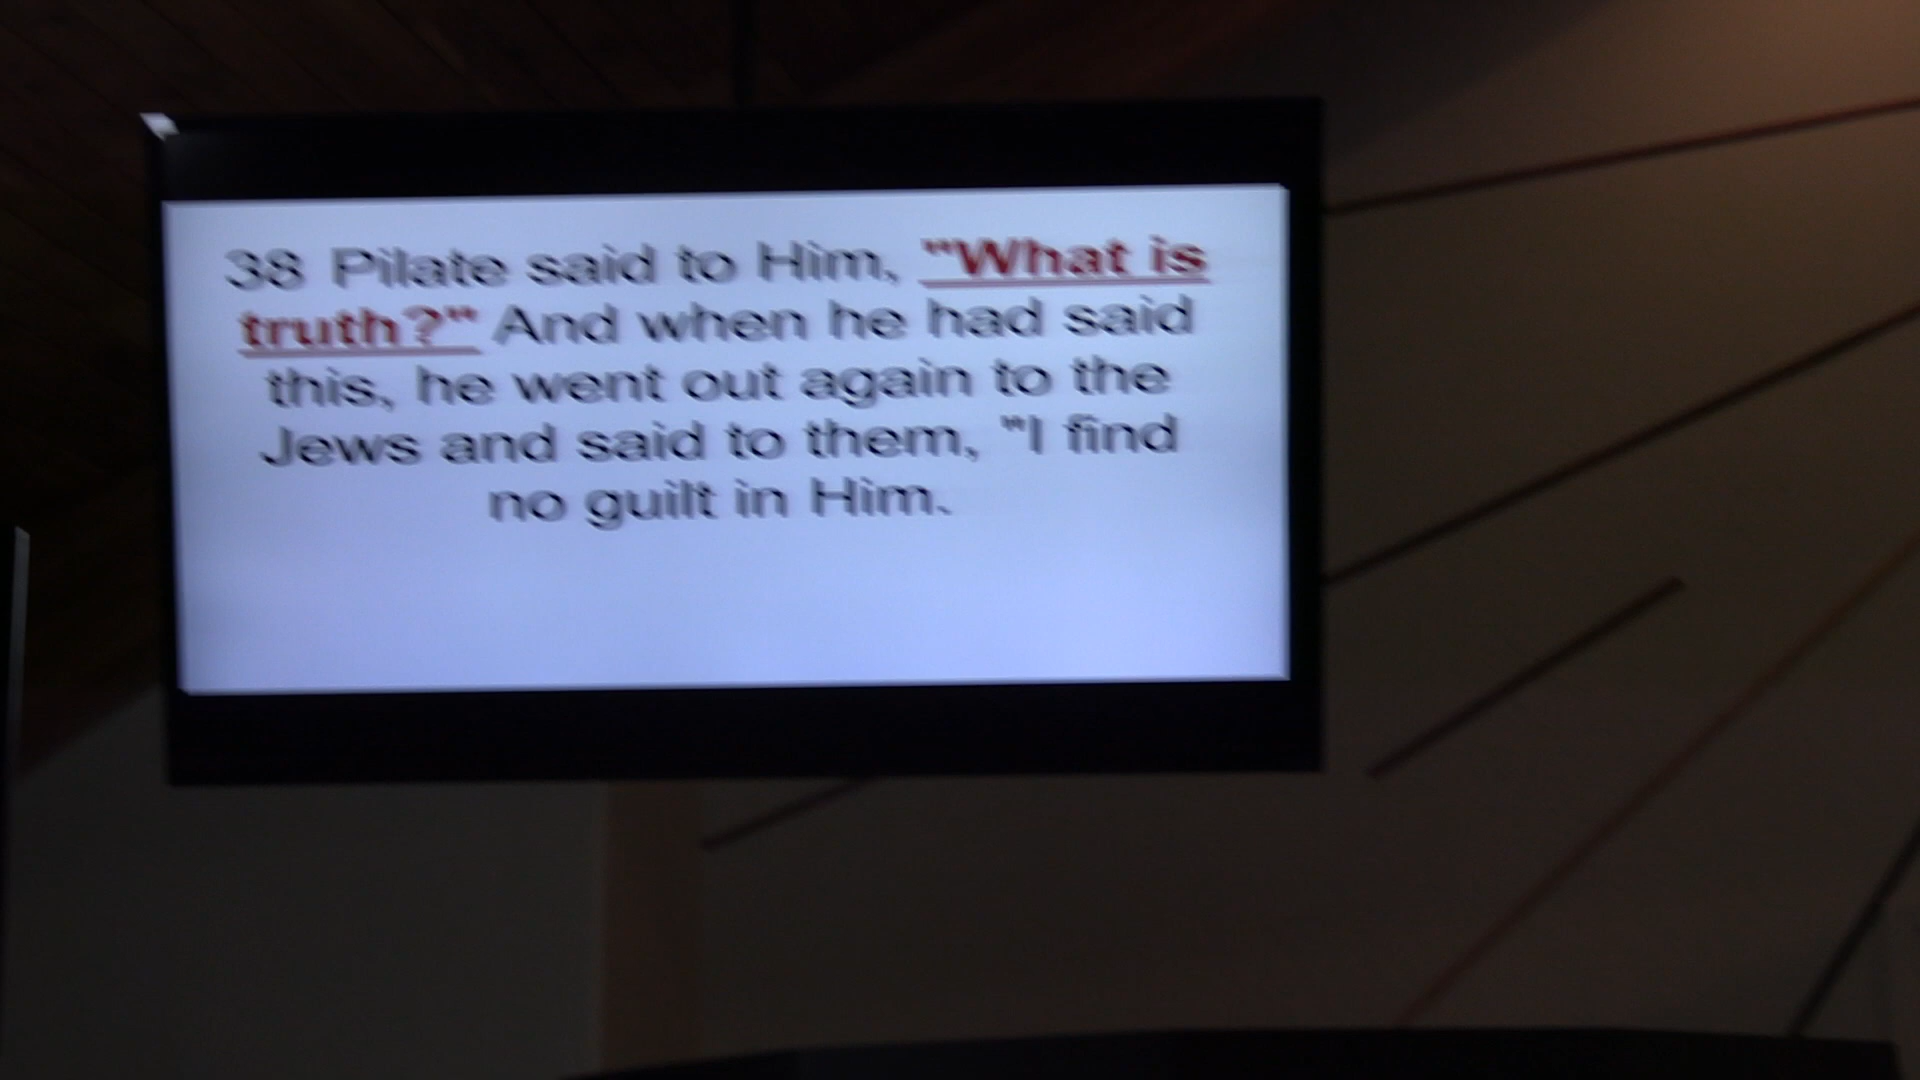 38 Pilate said to Him, "What is
truth?" And when he had said
this, he went out again to the
Jews and said to them, "I find
no guilt in Him.